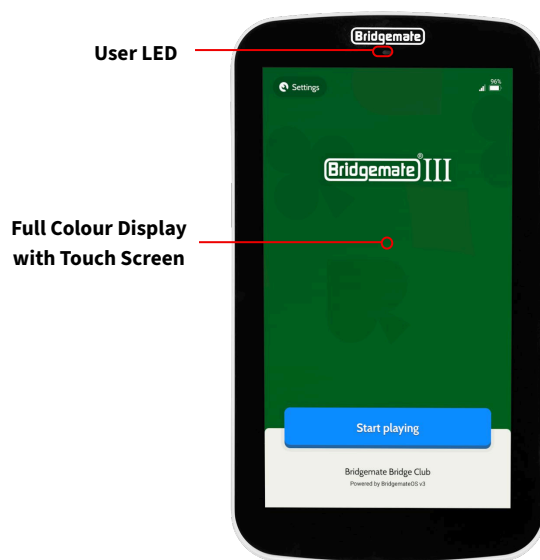 Bridgemate
User LED
Settings
96%
Bridgemate® III
Full Colour Display
with Touch Screen
Start playing
Bridgemate Bridge Club
Powered by BridgemateOS v3